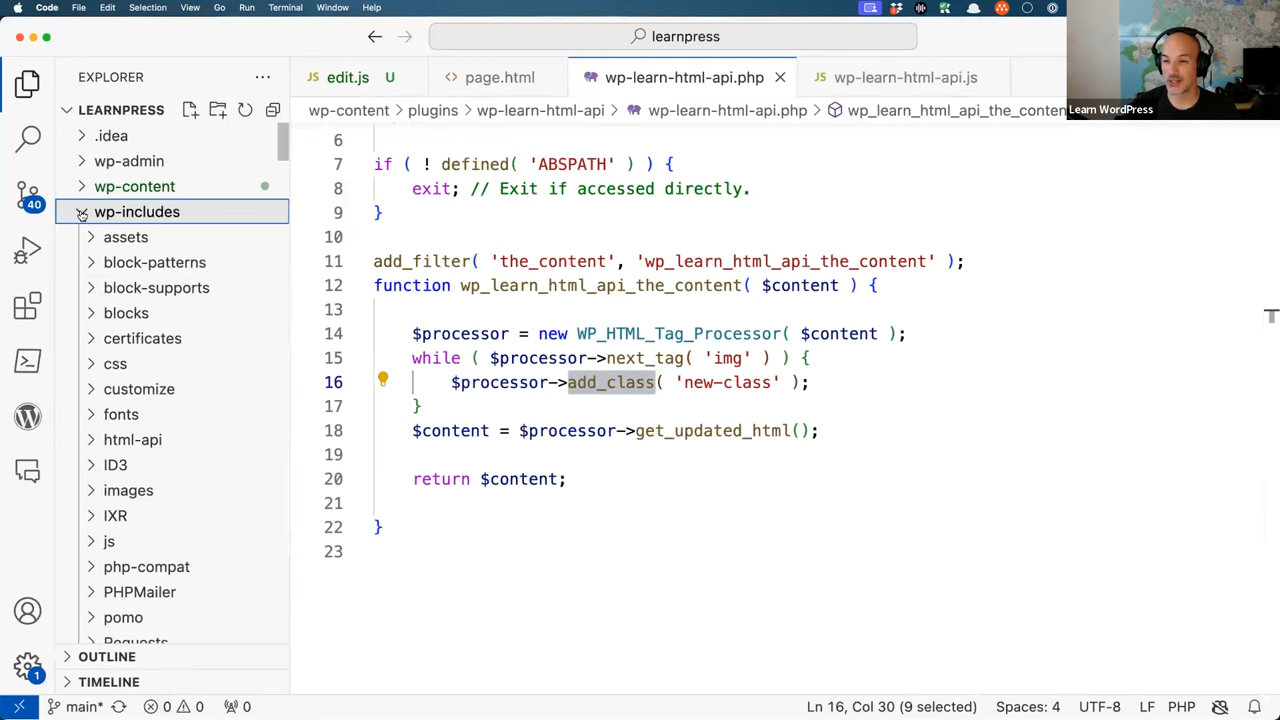 Code File Edit Selection View Go Run Terminal Window Help
learnpress
EXPLORER
edit.js U
page.html
wp-learn-html-api.php
wp-learn-html-api.js
LEARNPRESS
wp-content > plugins > wp-learn-html-api > wp-learn-html-api.php > wp_learn_html_api_the_conten
Learn WordPress
.idea
wp-admin
wp-content
wp-includes
assets
block-patterns
block-supports
blocks
certificates
css
customize
fonts
html-api
ID3
images
IXR
js
php-compat
PHPMailer
pomo
Requests
OUTLINE
TIMELINE
40
1
6
7 if ( ! defined( 'ABSPATH' ) ) {
8 exit; // Exit if accessed directly.
9 }
10
11 add_filter( 'the_content', 'wp_learn_html_api_the_content' );
12 function wp_learn_html_api_the_content( $content ) {
13
14 $processor = new WP_HTML_Tag_Processor( $content );
15 while ( $processor->next_tag( 'img' ) ) {
16 $processor->add_class( 'new-class' );
17 }
18 $content = $processor->get_updated_html();
19
20 return $content;
21
22 }
23
main* 0 0 0 Ln 16, Col 30 (9 selected) Spaces: 4 UTF-8 LF PHP